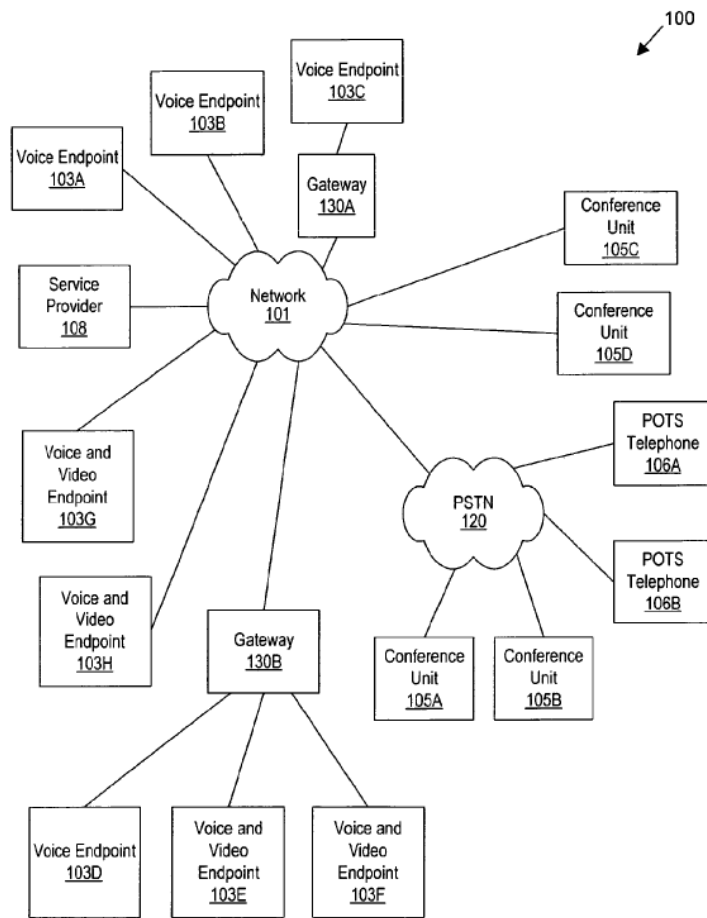 100
Voice Endpoint
103C
Voice Endpoint
103B
Voice Endpoint
103A
Gateway
130A
Conference
Unit
105C
Service
Provider
108
Network
101
Conference
Unit
105D
Voice and
Video
Endpoint
103G
POTS
Telephone
106A
PSTN
120
POTS
Telephone
106B
Voice and
Video
Endpoint
103H
Gateway
130B
Conference
Unit
105A
Conference
Unit
105B
Voice Endpoint
103D
Voice and
Video
Endpoint
103E
Voice and
Video
Endpoint
103F